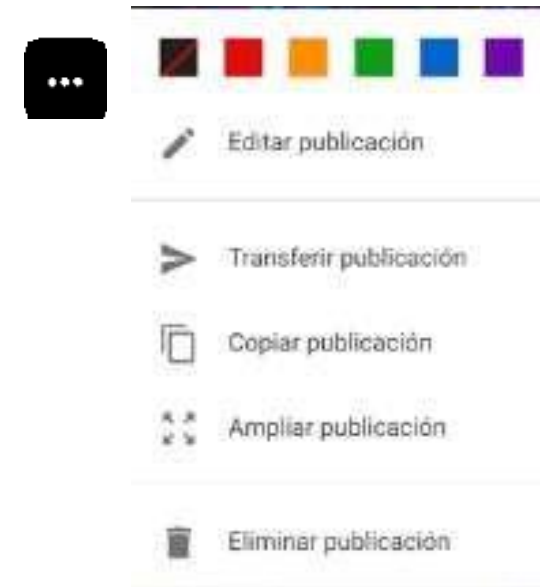 Editar publicación
Transferir publicación
Copiar publicación
Ampliar publicación
Eliminar publicación